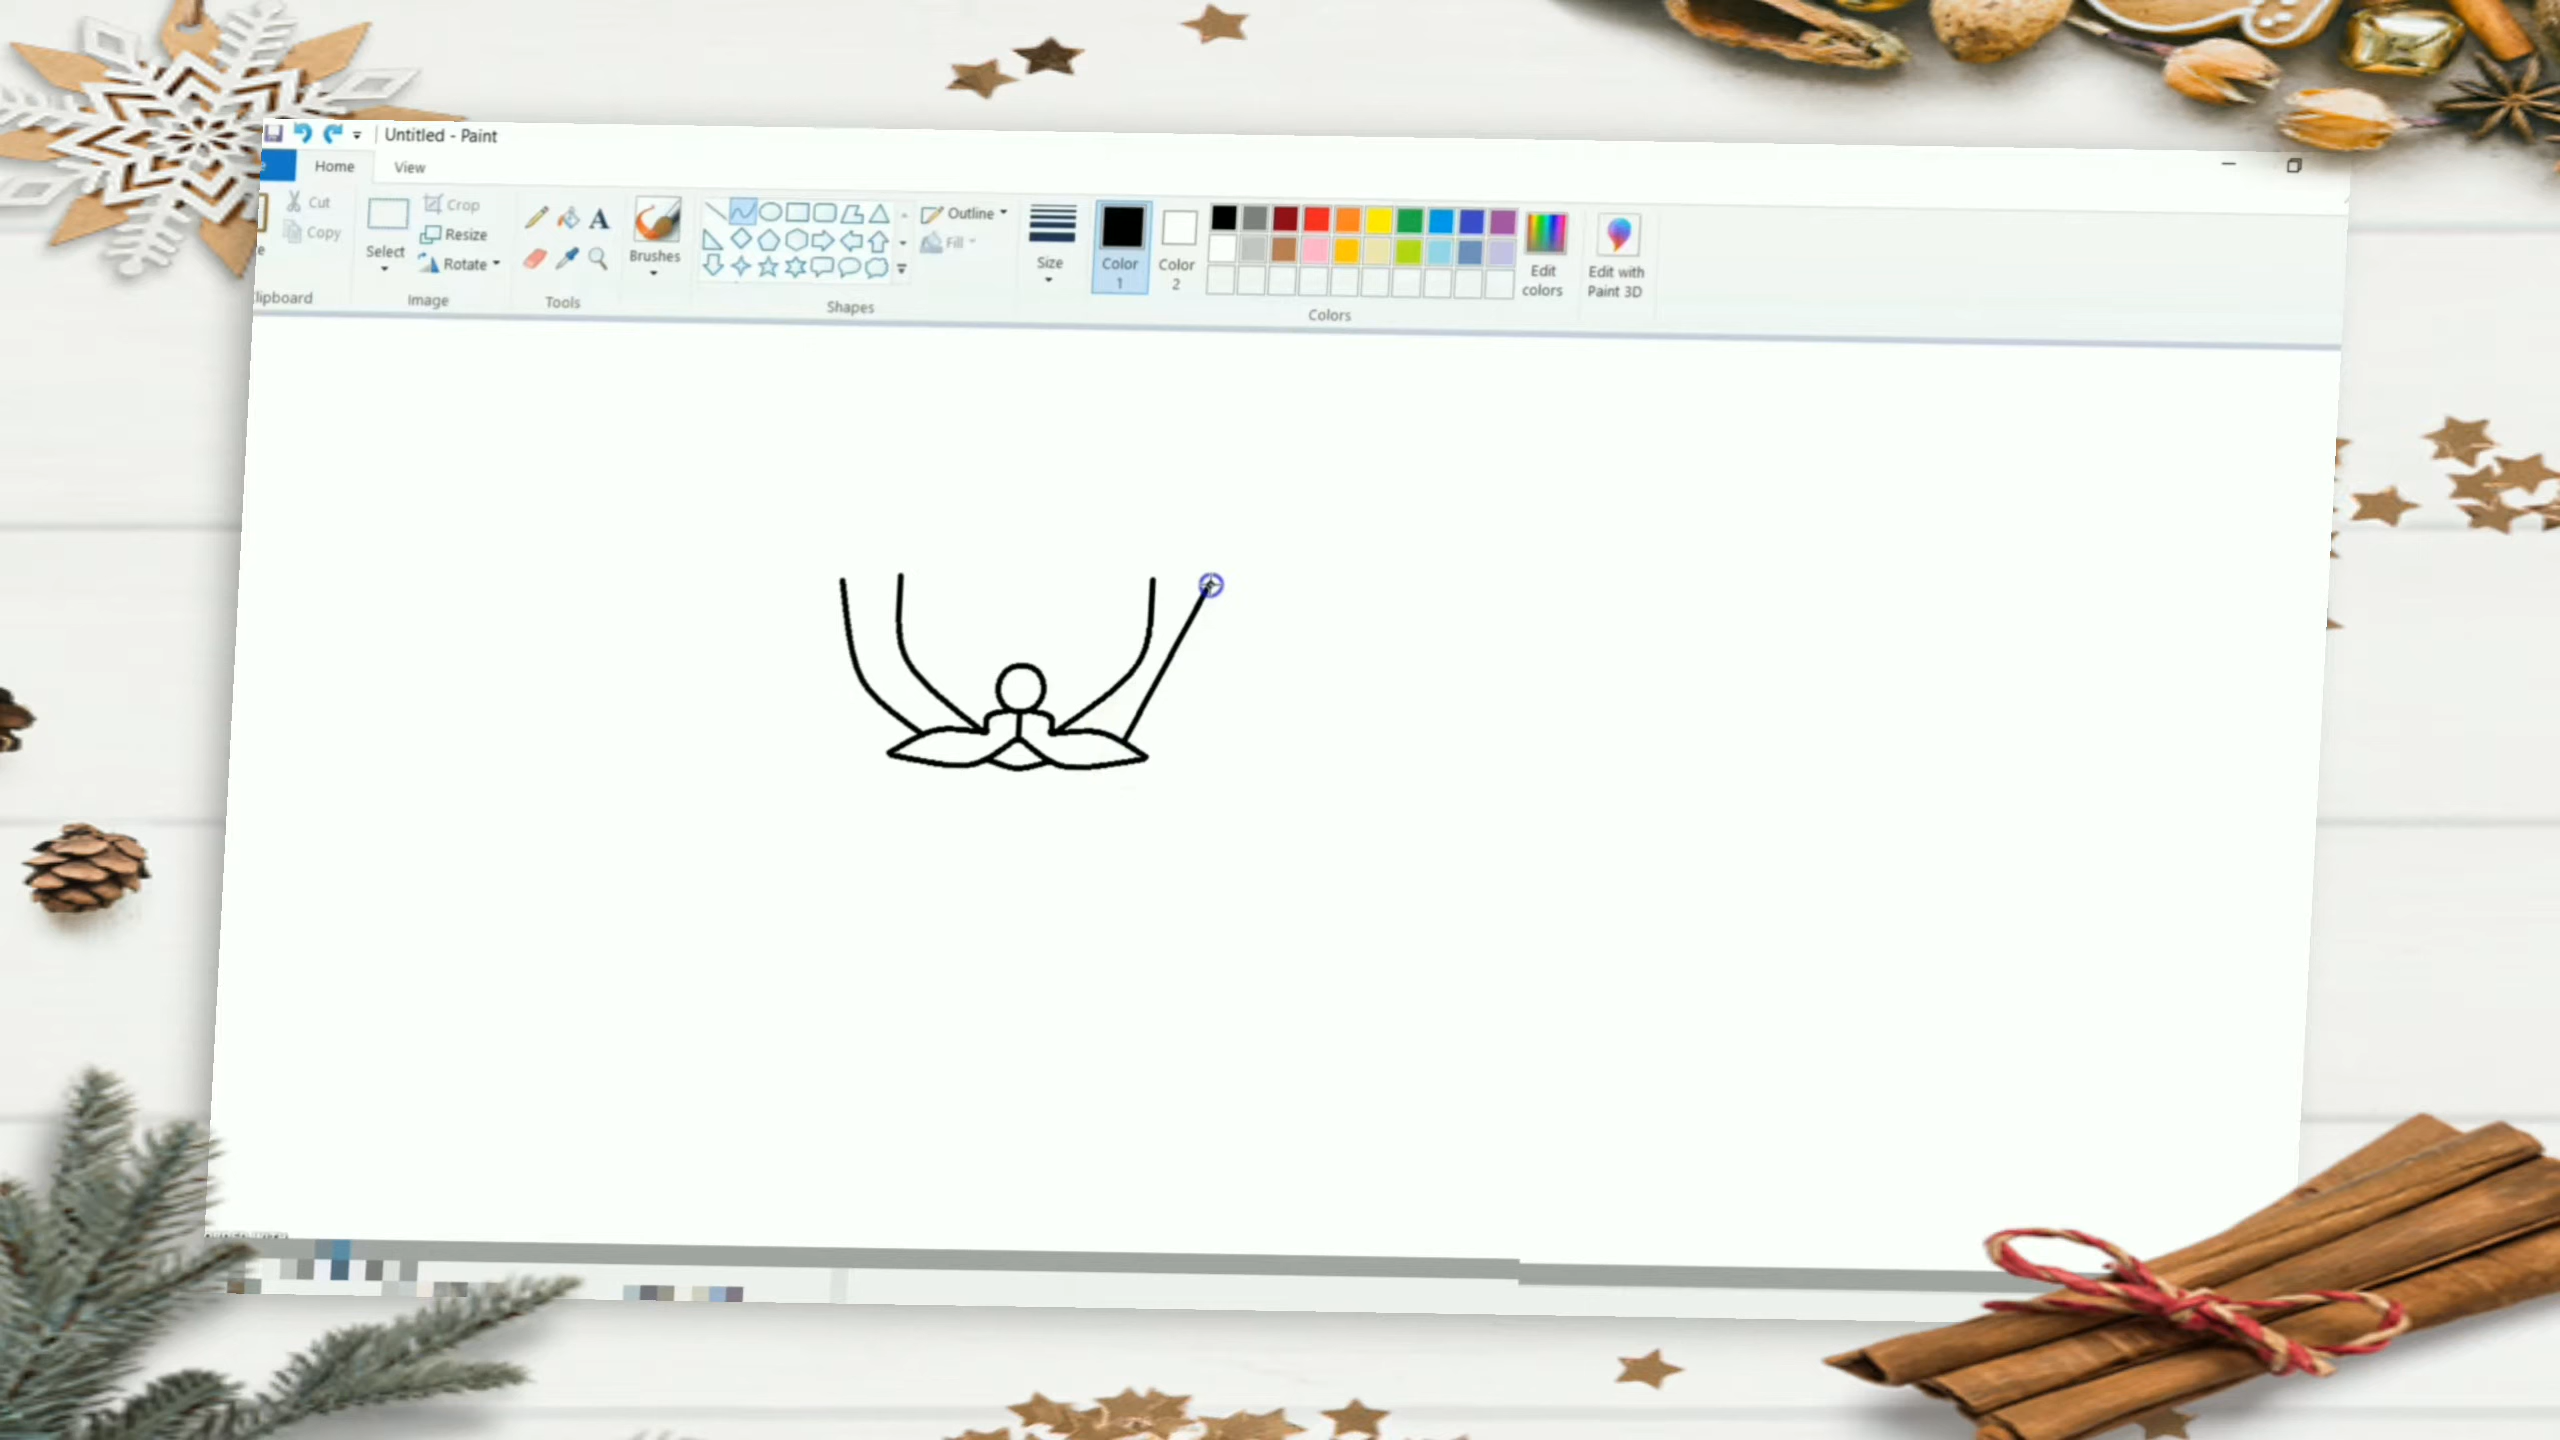 Untitled - Paint
Home View
Cut
Copy
Select
Crop
Resize
Rotate
A
Brushes
Outline
Fill
Size
Color
1
Color
2
Edit
colors
Edit with
Paint 3D
lipboard
Image
Tools
Shapes
Colors